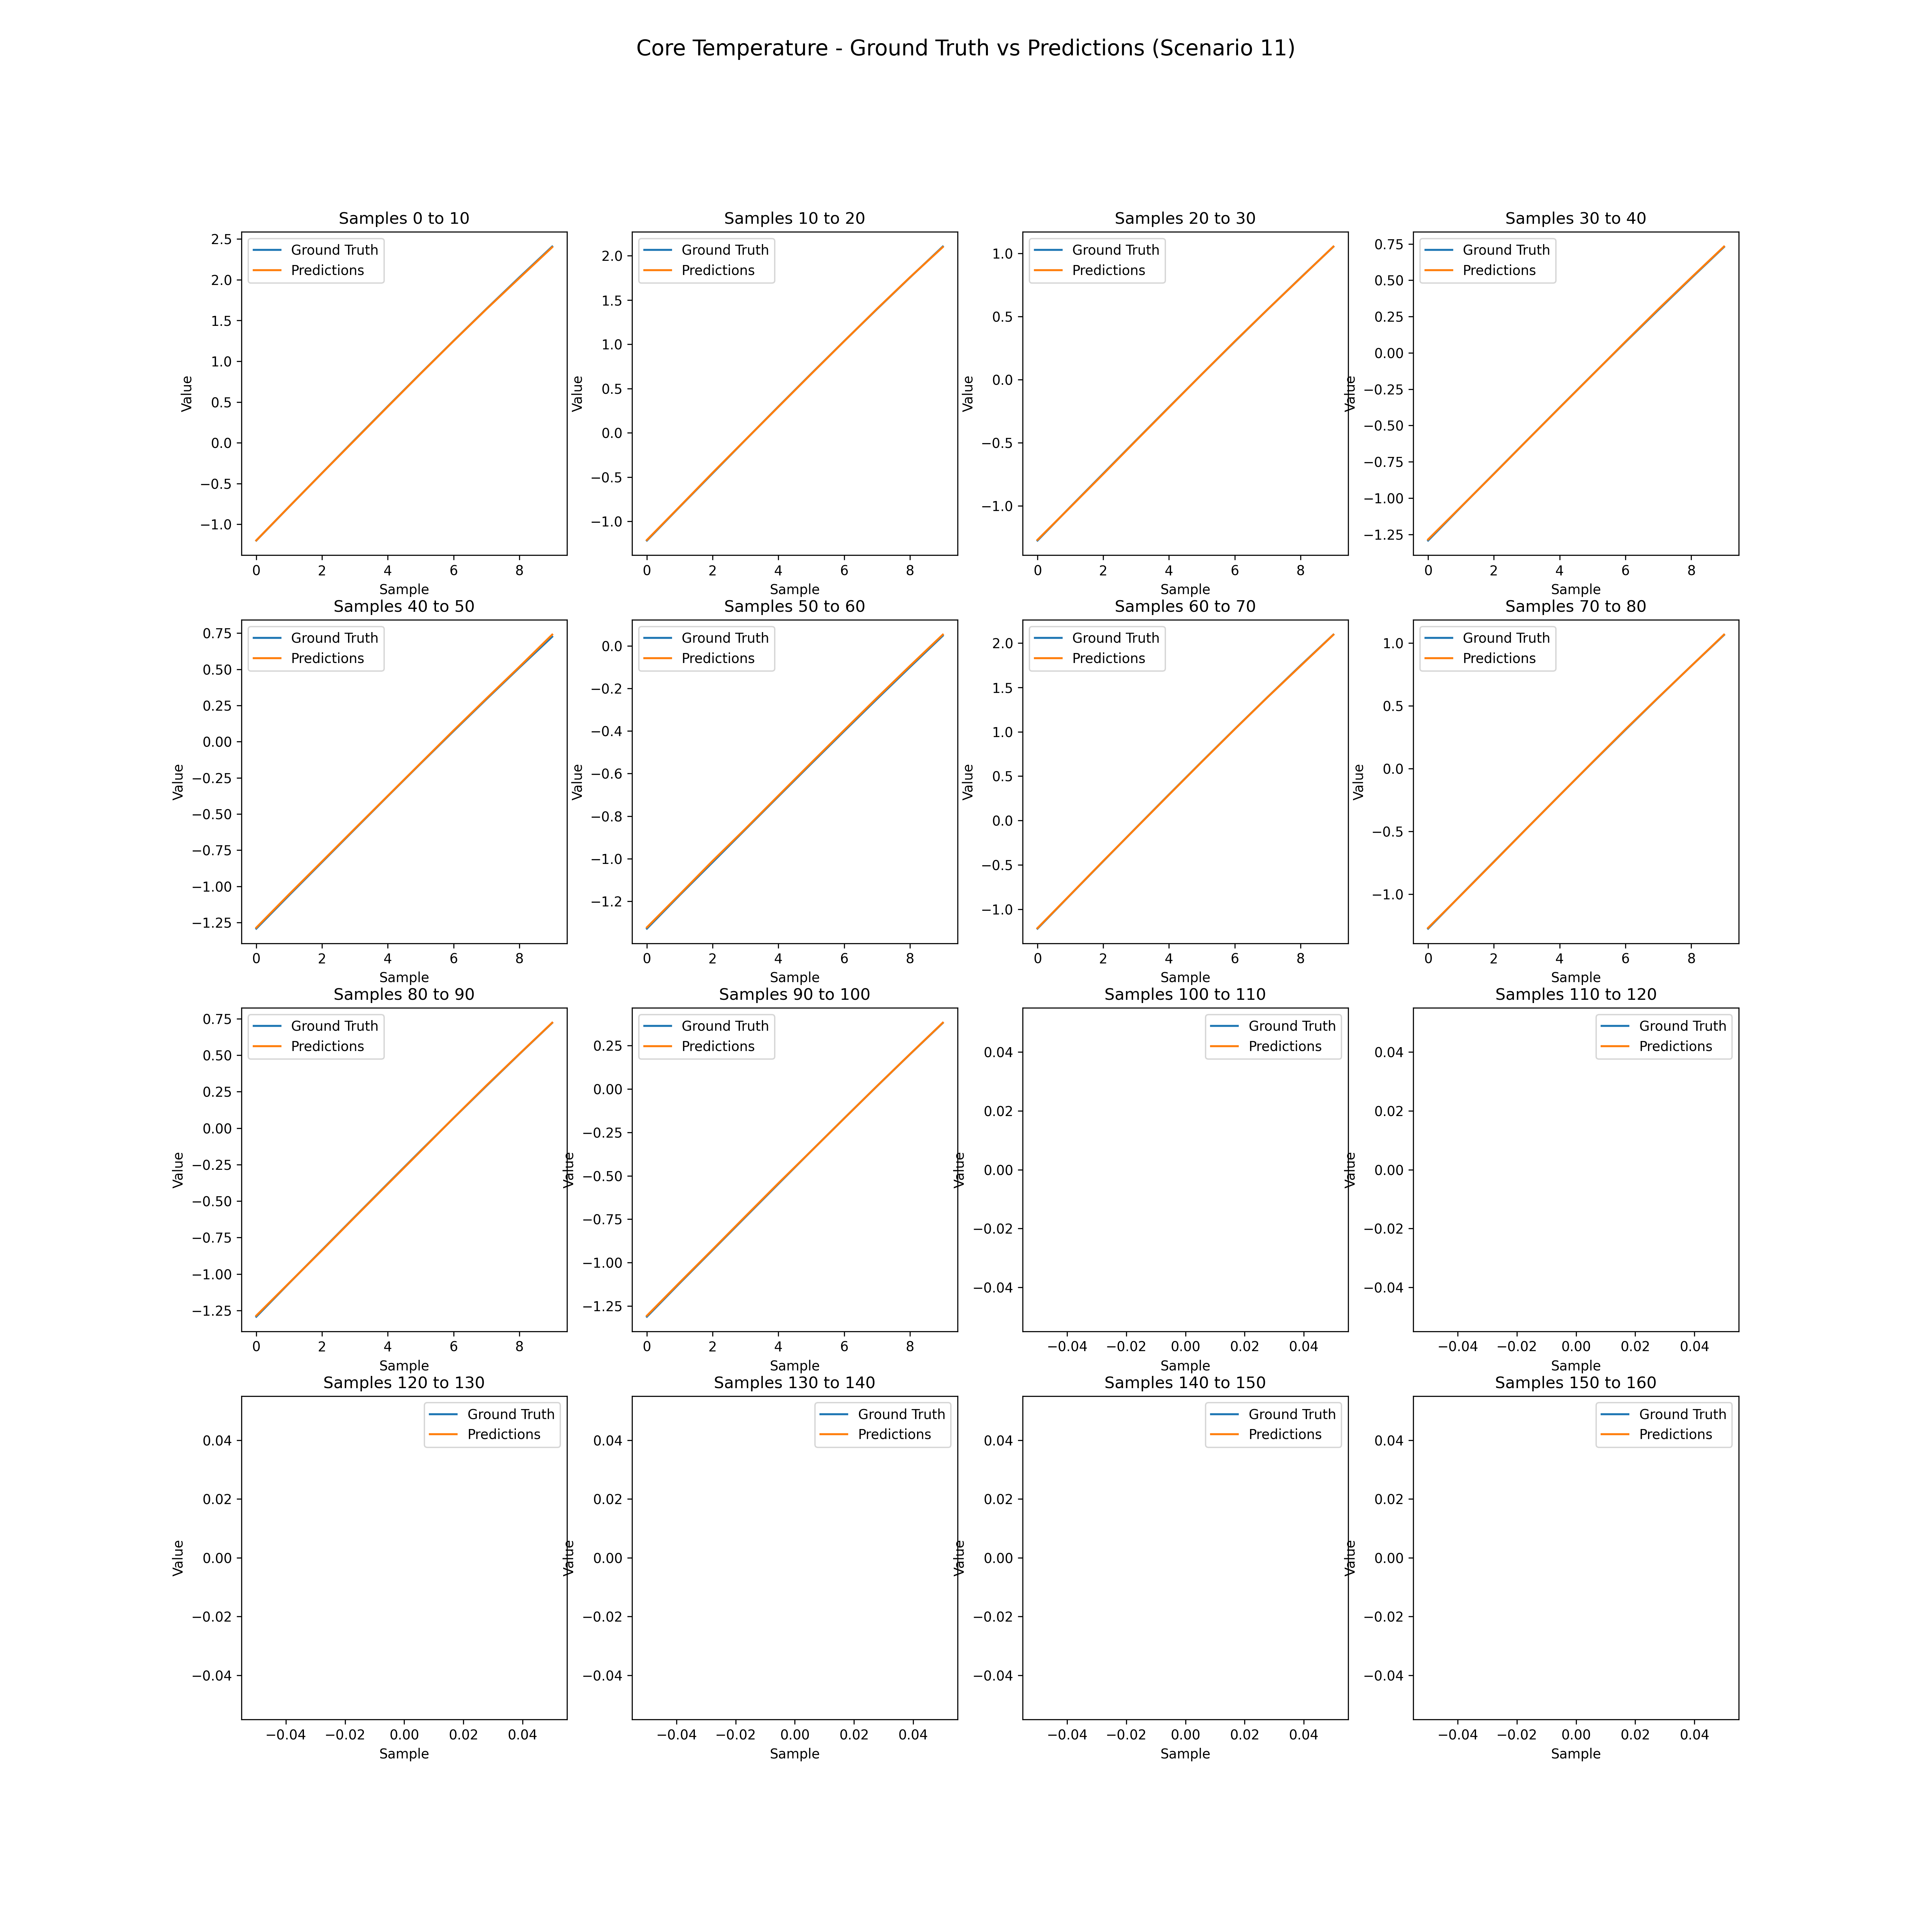 Core Temperature - Ground Truth vs Predictions (Scenario 11)
Samples 0 to 10
Ground Truth
Predictions
2.5
2.0
1.5
1.0
0.5
0.0
−0.5
−1.0
Value
0 2 4 6 8
Sample
Samples 10 to 20
Ground Truth
Predictions
2.0
1.5
1.0
0.5
0.0
−0.5
−1.0
Value
0 2 4 6 8
Sample
Samples 20 to 30
Ground Truth
Predictions
1.0
0.5
0.0
−0.5
−1.0
Value
0 2 4 6 8
Sample
Samples 30 to 40
Ground Truth
Predictions
0.75
0.50
0.25
0.00
−0.25
−0.50
−0.75
−1.00
−1.25
Value
0 2 4 6 8
Sample
Samples 40 to 50
Ground Truth
Predictions
0.75
0.50
0.25
0.00
−0.25
−0.50
−0.75
−1.00
−1.25
Value
0 2 4 6 8
Sample
Samples 50 to 60
Ground Truth
Predictions
0.0
−0.2
−0.4
−0.6
−0.8
−1.0
−1.2
Value
0 2 4 6 8
Sample
Samples 60 to 70
Ground Truth
Predictions
2.0
1.5
1.0
0.5
0.0
−0.5
−1.0
Value
0 2 4 6 8
Sample
Samples 70 to 80
Ground Truth
Predictions
1.0
0.5
0.0
−0.5
−1.0
Value
0 2 4 6 8
Sample
Samples 80 to 90
Ground Truth
Predictions
0.75
0.50
0.25
0.00
−0.25
−0.50
−0.75
−1.00
−1.25
Value
0 2 4 6 8
Sample
Samples 90 to 100
Ground Truth
Predictions
0.25
0.00
−0.25
−0.50
−0.75
−1.00
−1.25
Value
0 2 4 6 8
Sample
Samples 100 to 110
Ground Truth
Predictions
0.04
0.02
0.00
−0.02
−0.04
Value
−0.04 −0.02 0.00 0.02 0.04
Sample
Samples 110 to 120
Ground Truth
Predictions
0.04
0.02
0.00
−0.02
−0.04
Value
−0.04 −0.02 0.00 0.02 0.04
Sample
Samples 120 to 130
Ground Truth
Predictions
0.04
0.02
0.00
−0.02
−0.04
Value
−0.04 −0.02 0.00 0.02 0.04
Sample
Samples 130 to 140
Ground Truth
Predictions
0.04
0.02
0.00
−0.02
−0.04
Value
−0.04 −0.02 0.00 0.02 0.04
Sample
Samples 140 to 150
Ground Truth
Predictions
0.04
0.02
0.00
−0.02
−0.04
Value
−0.04 −0.02 0.00 0.02 0.04
Sample
Samples 150 to 160
Ground Truth
Predictions
0.04
0.02
0.00
−0.02
−0.04
Value
−0.04 −0.02 0.00 0.02 0.04
Sample